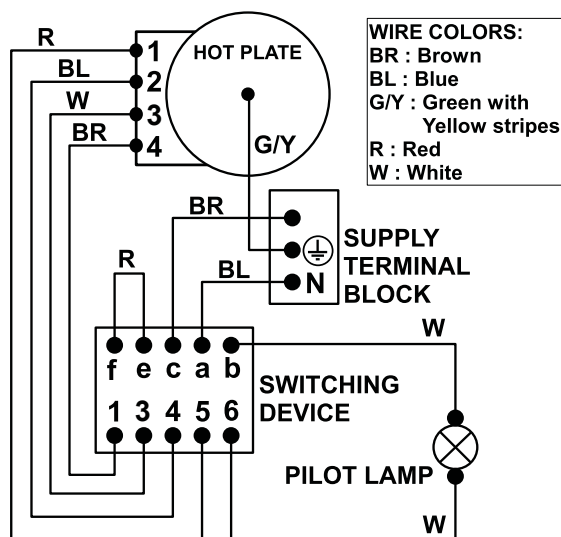 R
1
HOT PLATE
BL
2
W
3
BR
4
G/Y
WIRE COLORS:
BR : Brown
BL : Blue
G/Y : Green with
Yellow stripes
R : Red
W : White
BR
SUPPLY
TERMINAL
BLOCK
R
BL
N
W
f e c a b
SWITCHING
DEVICE
1 3 4 5 6
PILOT LAMP
W